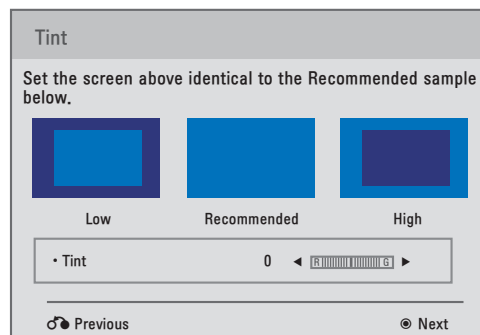 Tint
Set the screen above identical to the Recommended sample
below.
Low Recommended High
• Tint 0 ◄ R G ►
Previous ◉ Next